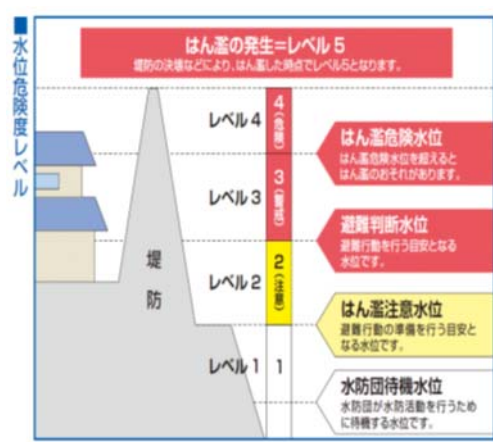 ■水位危険度レベル
はん濫の発生=レベル5
堤防の決壊などにより、はん濫した時点でレベル5となります。
レベル4
4(危険)
はん濫危険水位
はん濫危険水位を超えると
はん濫のおそれがあります。
レベル3
3(警戒)
避難判断水位
避難行動を行う目安となる
水位です。
堤防
レベル2
2(注意)
はん濫注意水位
避難行動の準備を行う目安と
なる水位です。
レベル1
1
水防団待機水位
水防団が水防活動を行うため
に待機する水位です。